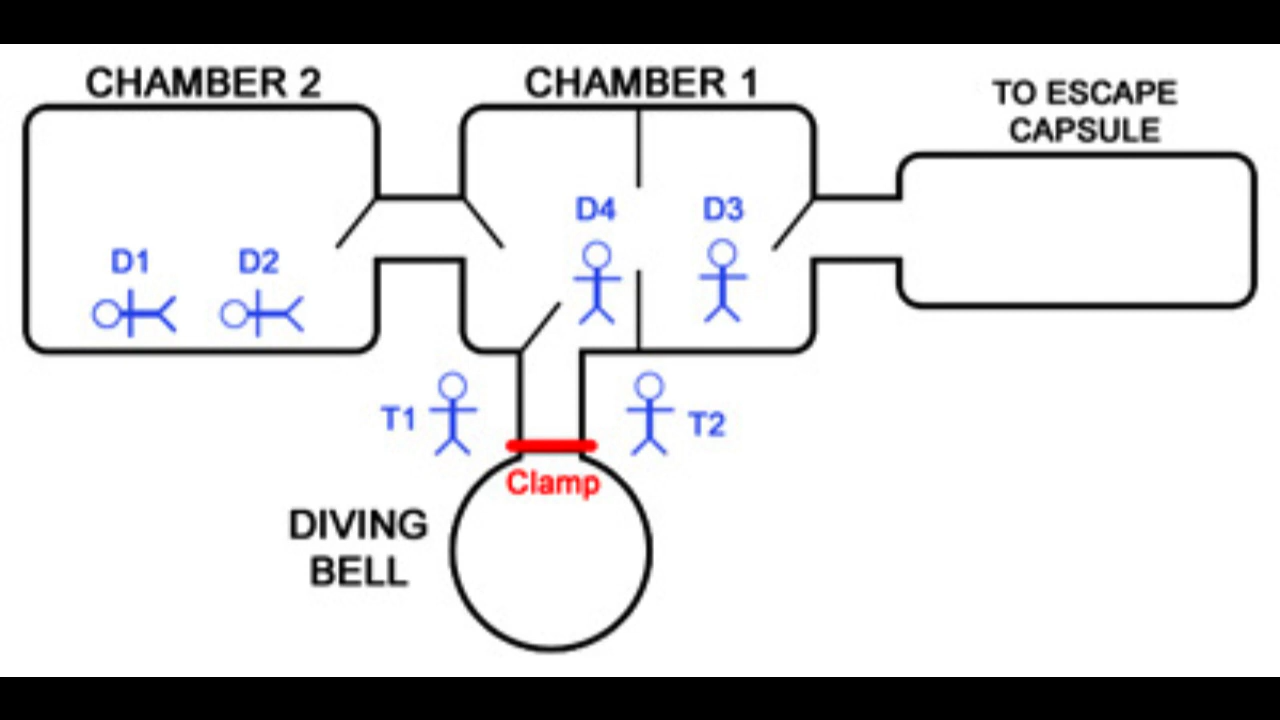 CHAMBER 2
CHAMBER 1
TO ESCAPE
CAPSULE
D4
D3
D1
D2
T1
T2
Clamp
DIVING
BELL